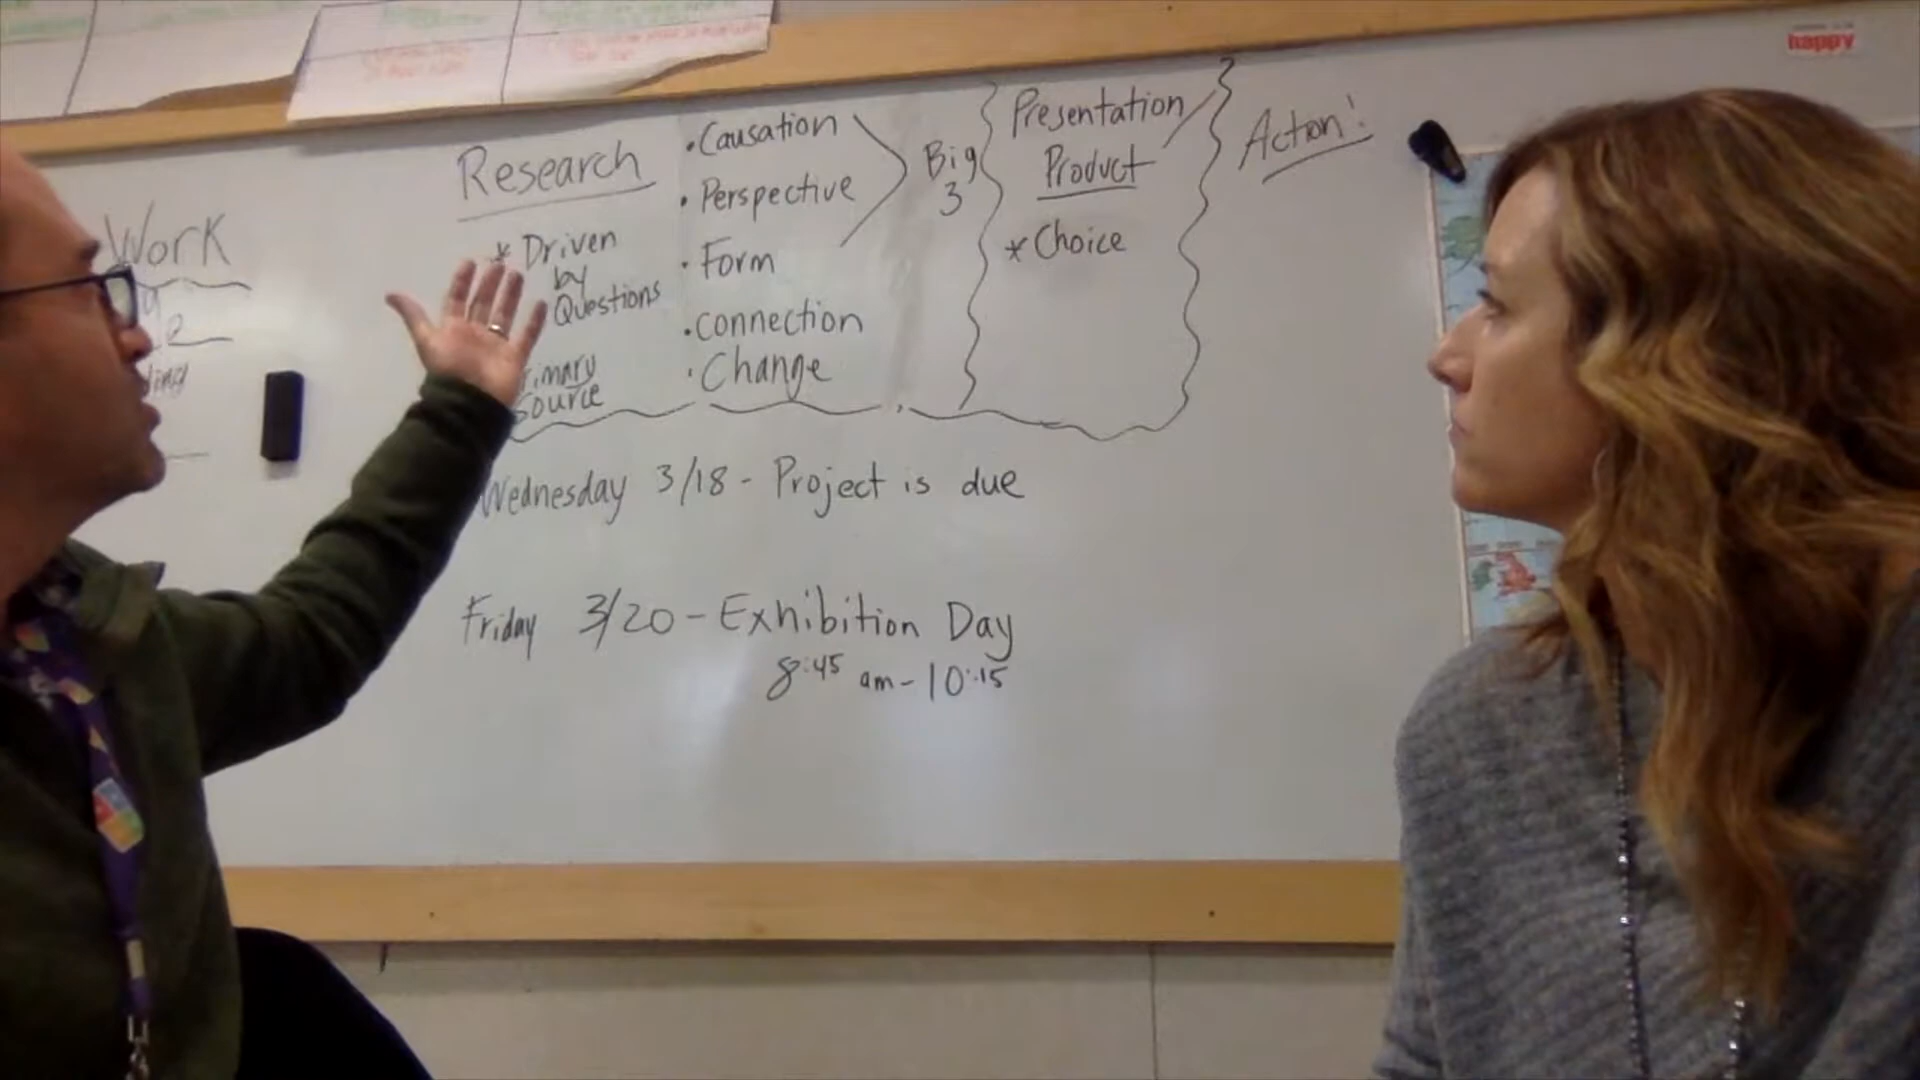 happy
Work
Research
* Driven
by
Questions
Source
• Causation
• Perspective
• Form
• Connection
• Change
Big
3
Presentation/
Product
* Choice
Action!
Wednesday 3/18 - Project is due
Friday 3/20 - Exhibition Day
8:45 am - 10:15